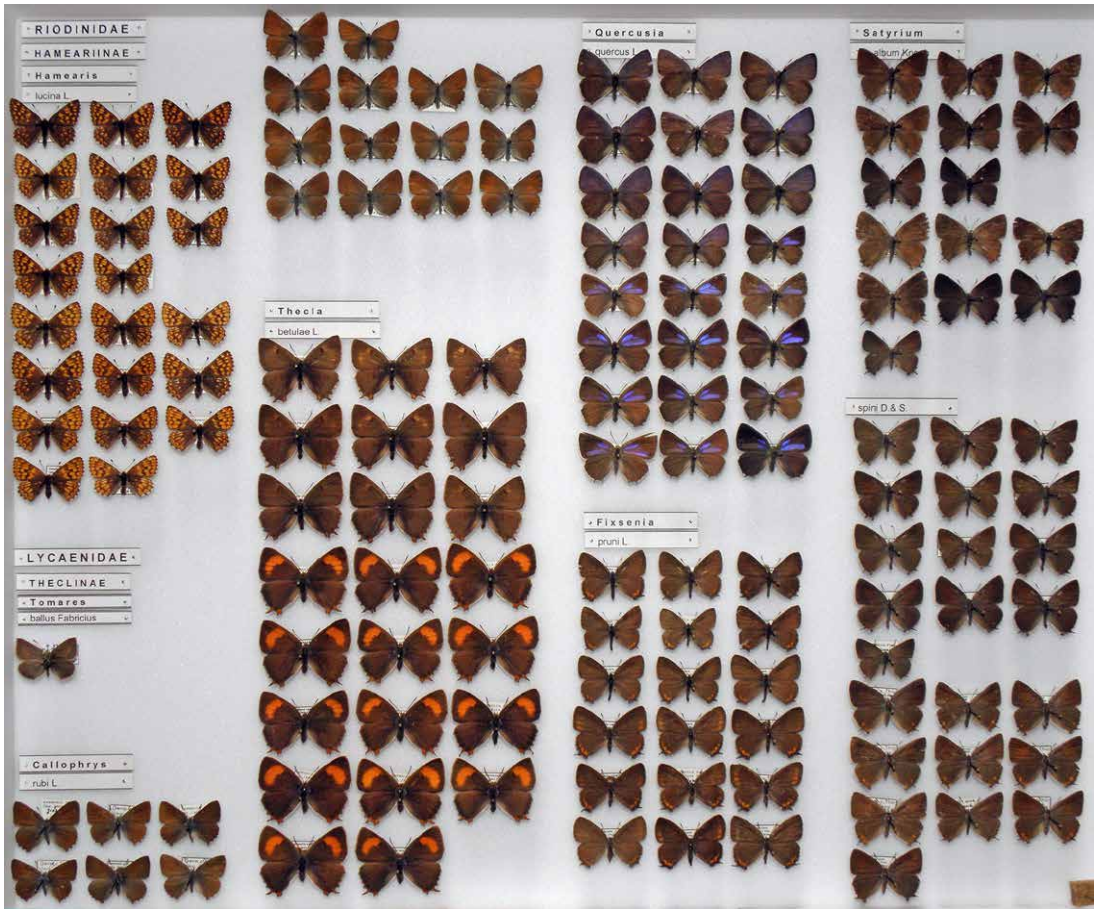 RIODINIDAE
HAMEARIINAE
Hamearis
lucina L.
LYCAENIDAE
THECLINAE
Tomares
ballus Fabricius
Callophrys
rubi L.
Thecla
betulae L.
Quercusia
quercus L.
Fixsenia
pruni L.
Satyrium
album
spini D.& S.